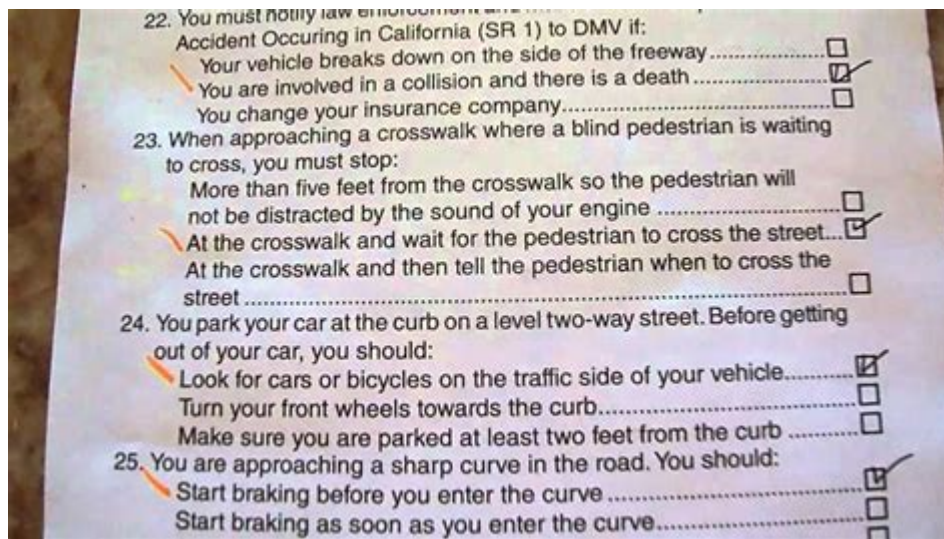 22. You must notify law enforcement and
Accident Occuring in California (SR 1) to DMV if:
Your vehicle breaks down on the side of the freeway
You are involved in a collision and there is a death
You change your insurance company
23. When approaching a crosswalk where a blind pedestrian is waiting
to cross, you must stop:
More than five feet from the crosswalk so the pedestrian will
not be distracted by the sound of your engine
At the crosswalk and wait for the pedestrian to cross the street...
At the crosswalk and then tell the pedestrian when to cross the
street
24. You park your car at the curb on a level two-way street. Before getting
out of your car, you should:
Look for cars or bicycles on the traffic side of your vehicle
Turn your front wheels towards the curb
Make sure you are parked at least two feet from the curb
25. You are approaching a sharp curve in the road. You should:
Start braking before you enter the curve
Start braking as soon as you enter the curve